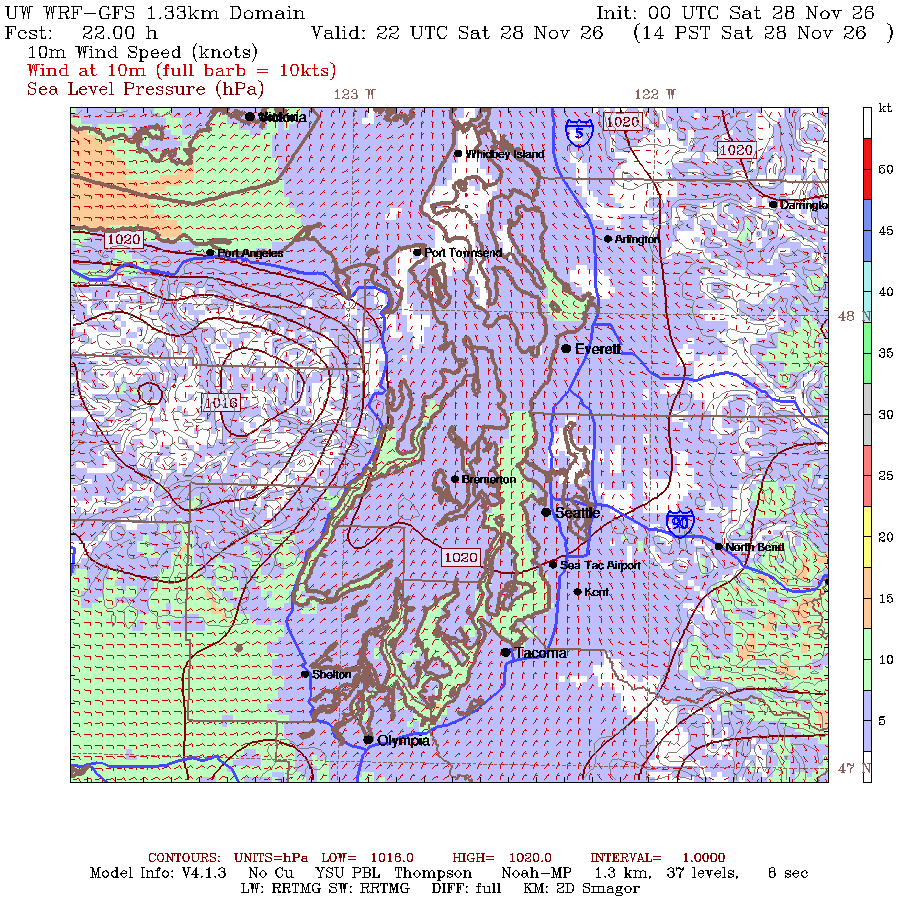 UW WRF-GFS 1.33km Domain Init: 00 UTC Sat 28 Nov 26
Fcst: 22.00 h Valid: 22 UTC Sat 28 Nov 26 (14 PST Sat 28 Nov 26 )
10m Wind Speed (knots)
Wind at 10m (full barb = 10kts)
Sea Level Pressure (hPa)
123 W 122 W
kt
Victoria
1020
5
1020
Whidbey Island
50
Darringto
45
1020
Arlington
Port Angeles
Port Townsend
40
48 N
Everett
35
1016
30
Bremerton
25
Seattle
90
20
North Bend
1020
Sea Tac Airport
Kent
15
Tacoma
10
Shelton
5
Olympia
47 N
CONTOURS: UNITS=hPa LOW= 1016.0 HIGH= 1020.0 INTERVAL= 1.0000
Model Info: V4.1.3 No Cu YSU PBL Thompson Noah-MP 1.3 km, 37 levels, 8 sec
LW: RRTMG SW: RRTMG DIFF: full KM: 2D Smagor